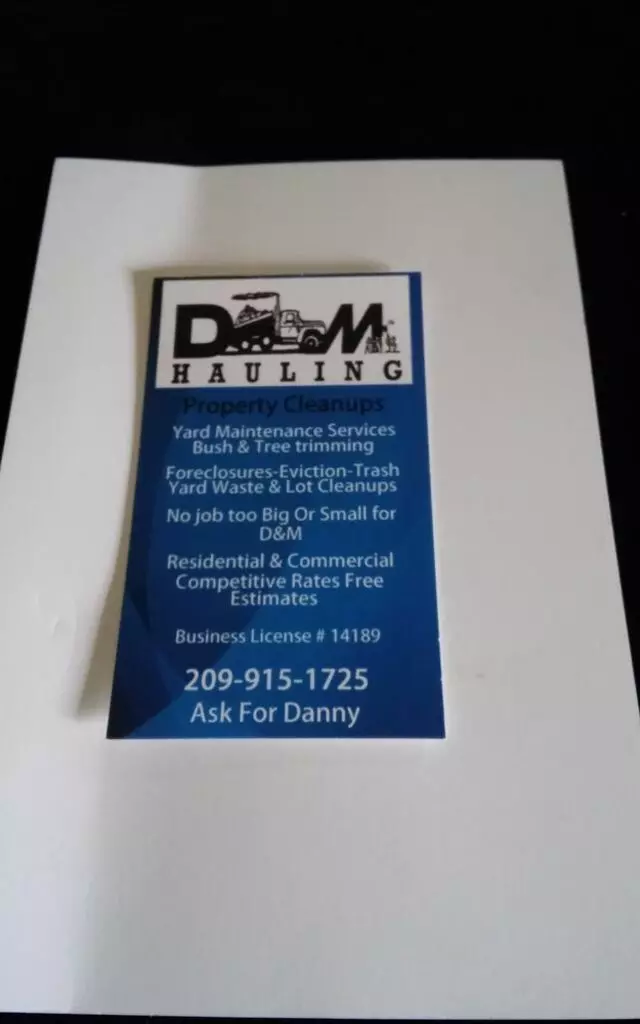 D&M
HAULING
Property Cleanups
Yard Maintenance Services
Bush & Tree trimming
Foreclosures-Eviction-Trash
Yard Waste & Lot Cleanups
No job too Big Or Small for
D&M
Residential & Commercial
Competitive Rates Free
Estimates
Business License # 14189
209-915-1725
Ask For Danny